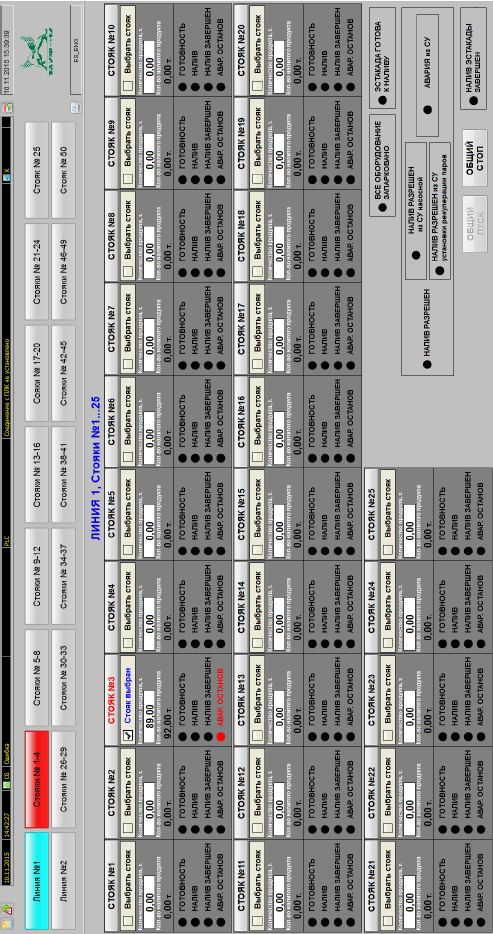 10.11.2015 14:42:27 CG Ошибка PLC Соединение с ПЛК не установлено X
10.11.2015 15:39:39
ES_ENG
Линия №1 Стояки № 1-4 Стояки № 5-8 Стояки № 9-12 Стояки № 13-16 Сояки № 17-20 Стояки № 21-24 Стояк № 25
Линия №2 Стояки № 26-29 Стояки № 30-33 Стояки № 34-37 Стояки № 38-41 Стояки № 42-45 Стояки № 46-49 Стояк № 50
ЛИНИЯ 1, Стояки №1...25
СТОЯК №1
Выбрать стояк
Количество продукта, т.
0,00
Кол-во налитого продукта
0,00 т.
ГОТОВНОСТЬ
НАЛИВ
НАЛИВ ЗАВЕРШЕН
АВАР. ОСТАНОВ
СТОЯК №2
Выбрать стояк
Количество продукта, т.
0,00
Кол-во налитого продукта
0,00 т.
ГОТОВНОСТЬ
НАЛИВ
НАЛИВ ЗАВЕРШЕН
АВАР. ОСТАНОВ
СТОЯК №3
Стояк выбран
Количество продукта, т.
89,00
Кол-во налитого продукта
92,00 т.
ГОТОВНОСТЬ
НАЛИВ
НАЛИВ ЗАВЕРШЕН
АВАР. ОСТАНОВ
СТОЯК №4
Выбрать стояк
Количество продукта, т.
0,00
Кол-во налитого продукта
0,00 т.
ГОТОВНОСТЬ
НАЛИВ
НАЛИВ ЗАВЕРШЕН
АВАР. ОСТАНОВ
СТОЯК №5
Выбрать стояк
Количество продукта, т.
0,00
Кол-во налитого продукта
0,00 т.
ГОТОВНОСТЬ
НАЛИВ
НАЛИВ ЗАВЕРШЕН
АВАР. ОСТАНОВ
СТОЯК №6
Выбрать стояк
Количество продукта, т.
0,00
Кол-во налитого продукта
0,00 т.
ГОТОВНОСТЬ
НАЛИВ
НАЛИВ ЗАВЕРШЕН
АВАР. ОСТАНОВ
СТОЯК №7
Выбрать стояк
Количество продукта, т.
0,00
Кол-во налитого продукта
0,00 т.
ГОТОВНОСТЬ
НАЛИВ
НАЛИВ ЗАВЕРШЕН
АВАР. ОСТАНОВ
СТОЯК №8
Выбрать стояк
Количество продукта, т.
0,00
Кол-во налитого продукта
0,00 т.
ГОТОВНОСТЬ
НАЛИВ
НАЛИВ ЗАВЕРШЕН
АВАР. ОСТАНОВ
СТОЯК №9
Выбрать стояк
Количество продукта, т.
0,00
Кол-во налитого продукта
0,00 т.
ГОТОВНОСТЬ
НАЛИВ
НАЛИВ ЗАВЕРШЕН
АВАР. ОСТАНОВ
СТОЯК №10
Выбрать стояк
Количество продукта, т.
0,00
Кол-во налитого продукта
0,00 т.
ГОТОВНОСТЬ
НАЛИВ
НАЛИВ ЗАВЕРШЕН
АВАР. ОСТАНОВ
СТОЯК №11
Выбрать стояк
Количество продукта, т.
0,00
Кол-во налитого продукта
0,00 т.
ГОТОВНОСТЬ
НАЛИВ
НАЛИВ ЗАВЕРШЕН
АВАР. ОСТАНОВ
СТОЯК №12
Выбрать стояк
Количество продукта, т.
0,00
Кол-во налитого продукта
0,00 т.
ГОТОВНОСТЬ
НАЛИВ
НАЛИВ ЗАВЕРШЕН
АВАР. ОСТАНОВ
СТОЯК №13
Выбрать стояк
Количество продукта, т.
0,00
Кол-во налитого продукта
0,00 т.
ГОТОВНОСТЬ
НАЛИВ
НАЛИВ ЗАВЕРШЕН
АВАР. ОСТАНОВ
СТОЯК №14
Выбрать стояк
Количество продукта, т.
0,00
Кол-во налитого продукта
0,00 т.
ГОТОВНОСТЬ
НАЛИВ
НАЛИВ ЗАВЕРШЕН
АВАР. ОСТАНОВ
СТОЯК №15
Выбрать стояк
Количество продукта, т.
0,00
Кол-во налитого продукта
0,00 т.
ГОТОВНОСТЬ
НАЛИВ
НАЛИВ ЗАВЕРШЕН
АВАР. ОСТАНОВ
СТОЯК №16
Выбрать стояк
Количество продукта, т.
0,00
Кол-во налитого продукта
0,00 т.
ГОТОВНОСТЬ
НАЛИВ
НАЛИВ ЗАВЕРШЕН
АВАР. ОСТАНОВ
СТОЯК №17
Выбрать стояк
Количество продукта, т.
0,00
Кол-во налитого продукта
0,00 т.
ГОТОВНОСТЬ
НАЛИВ
НАЛИВ ЗАВЕРШЕН
АВАР. ОСТАНОВ
СТОЯК №18
Выбрать стояк
Количество продукта, т.
0,00
Кол-во налитого продукта
0,00 т.
ГОТОВНОСТЬ
НАЛИВ
НАЛИВ ЗАВЕРШЕН
АВАР. ОСТАНОВ
СТОЯК №19
Выбрать стояк
Количество продукта, т.
0,00
Кол-во налитого продукта
0,00 т.
ГОТОВНОСТЬ
НАЛИВ
НАЛИВ ЗАВЕРШЕН
АВАР. ОСТАНОВ
СТОЯК №20
Выбрать стояк
Количество продукта, т.
0,00
Кол-во налитого продукта
0,00 т.
ГОТОВНОСТЬ
НАЛИВ
НАЛИВ ЗАВЕРШЕН
АВАР. ОСТАНОВ
СТОЯК №21
Выбрать стояк
Количество продукта, т.
0,00
Кол-во налитого продукта
0,00 т.
ГОТОВНОСТЬ
НАЛИВ
НАЛИВ ЗАВЕРШЕН
АВАР. ОСТАНОВ
СТОЯК №22
Выбрать стояк
Количество продукта, т.
0,00
Кол-во налитого продукта
0,00 т.
ГОТОВНОСТЬ
НАЛИВ
НАЛИВ ЗАВЕРШЕН
АВАР. ОСТАНОВ
СТОЯК №23
Выбрать стояк
Количество продукта, т.
0,00
Кол-во налитого продукта
0,00 т.
ГОТОВНОСТЬ
НАЛИВ
НАЛИВ ЗАВЕРШЕН
АВАР. ОСТАНОВ
СТОЯК №24
Выбрать стояк
Количество продукта, т.
0,00
Кол-во налитого продукта
0,00 т.
ГОТОВНОСТЬ
НАЛИВ
НАЛИВ ЗАВЕРШЕН
АВАР. ОСТАНОВ
СТОЯК №25
Выбрать стояк
Количество продукта, т.
0,00
Кол-во налитого продукта
0,00 т.
ГОТОВНОСТЬ
НАЛИВ
НАЛИВ ЗАВЕРШЕН
АВАР. ОСТАНОВ
ВСЕ ОБОРУДОВАНИЕ
ЗАПАРКОВАНО
ЭСТАКАДА ГОТОВА
К НАЛИВУ
НАЛИВ РАЗРЕШЕН
НАЛИВ РАЗРЕШЕН
из СУ насосной
НАЛИВ РАЗРЕШЕН из СУ
установки рекуперации паров
АВАРИЯ из СУ
ОБЩИЙ
ПУСК
ОБЩИЙ
СТОП
НАЛИВ ЭСТАКАДЫ
ЗАВЕРШЕН